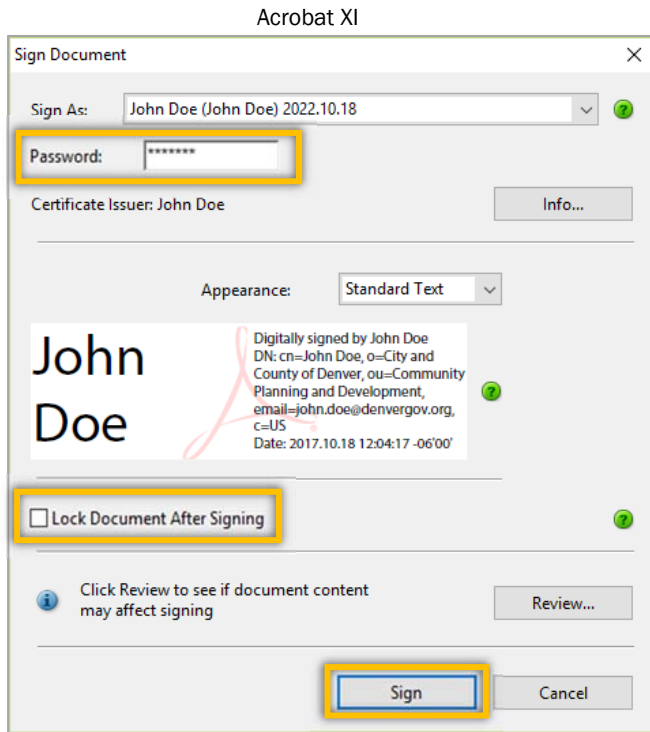 Acrobat XI
Sign Document
Sign As: John Doe (John Doe) 2022.10.18
Password: *******
Certificate Issuer: John Doe Info...
Appearance: Standard Text
John
Doe
Digitally signed by John Doe
DN: cn=John Doe, o=City and
County of Denver, ou=Community
Planning and Development,
email=john.doe@denvergov.org,
c=US
Date: 2017.10.18 12:04:17 -06'00'
Lock Document After Signing
Click Review to see if document content
may affect signing
Review...
Sign Cancel